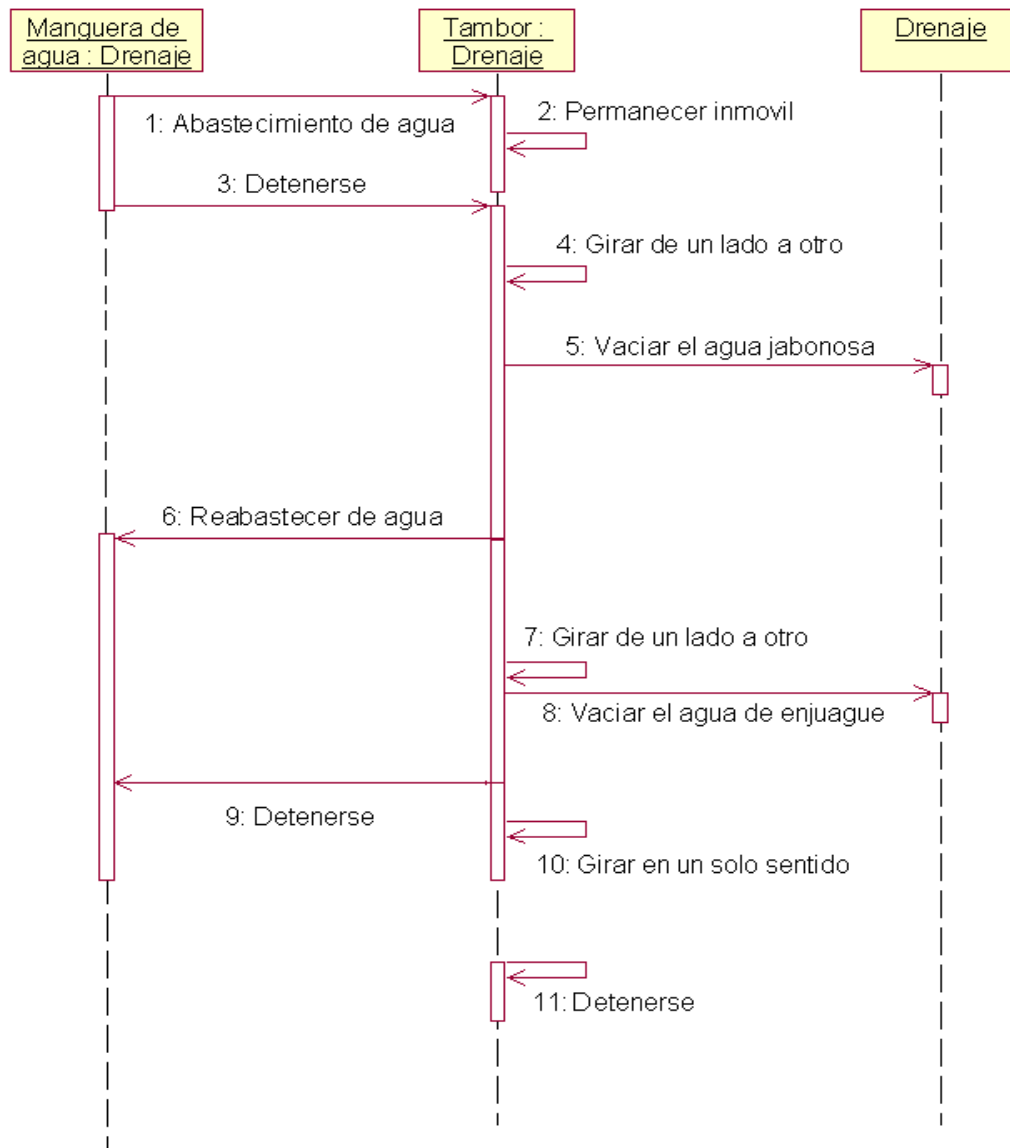 Manguera de
agua : Drenaje
Tambor :
Drenaje
Drenaje
1: Abastecimiento de agua
2: Permanecer inmovil
3: Detenerse
4: Girar de un lado a otro
5: Vaciar el agua jabonosa
6: Reabastecer de agua
7: Girar de un lado a otro
8: Vaciar el agua de enjuague
9: Detenerse
10: Girar en un solo sentido
11: Detenerse